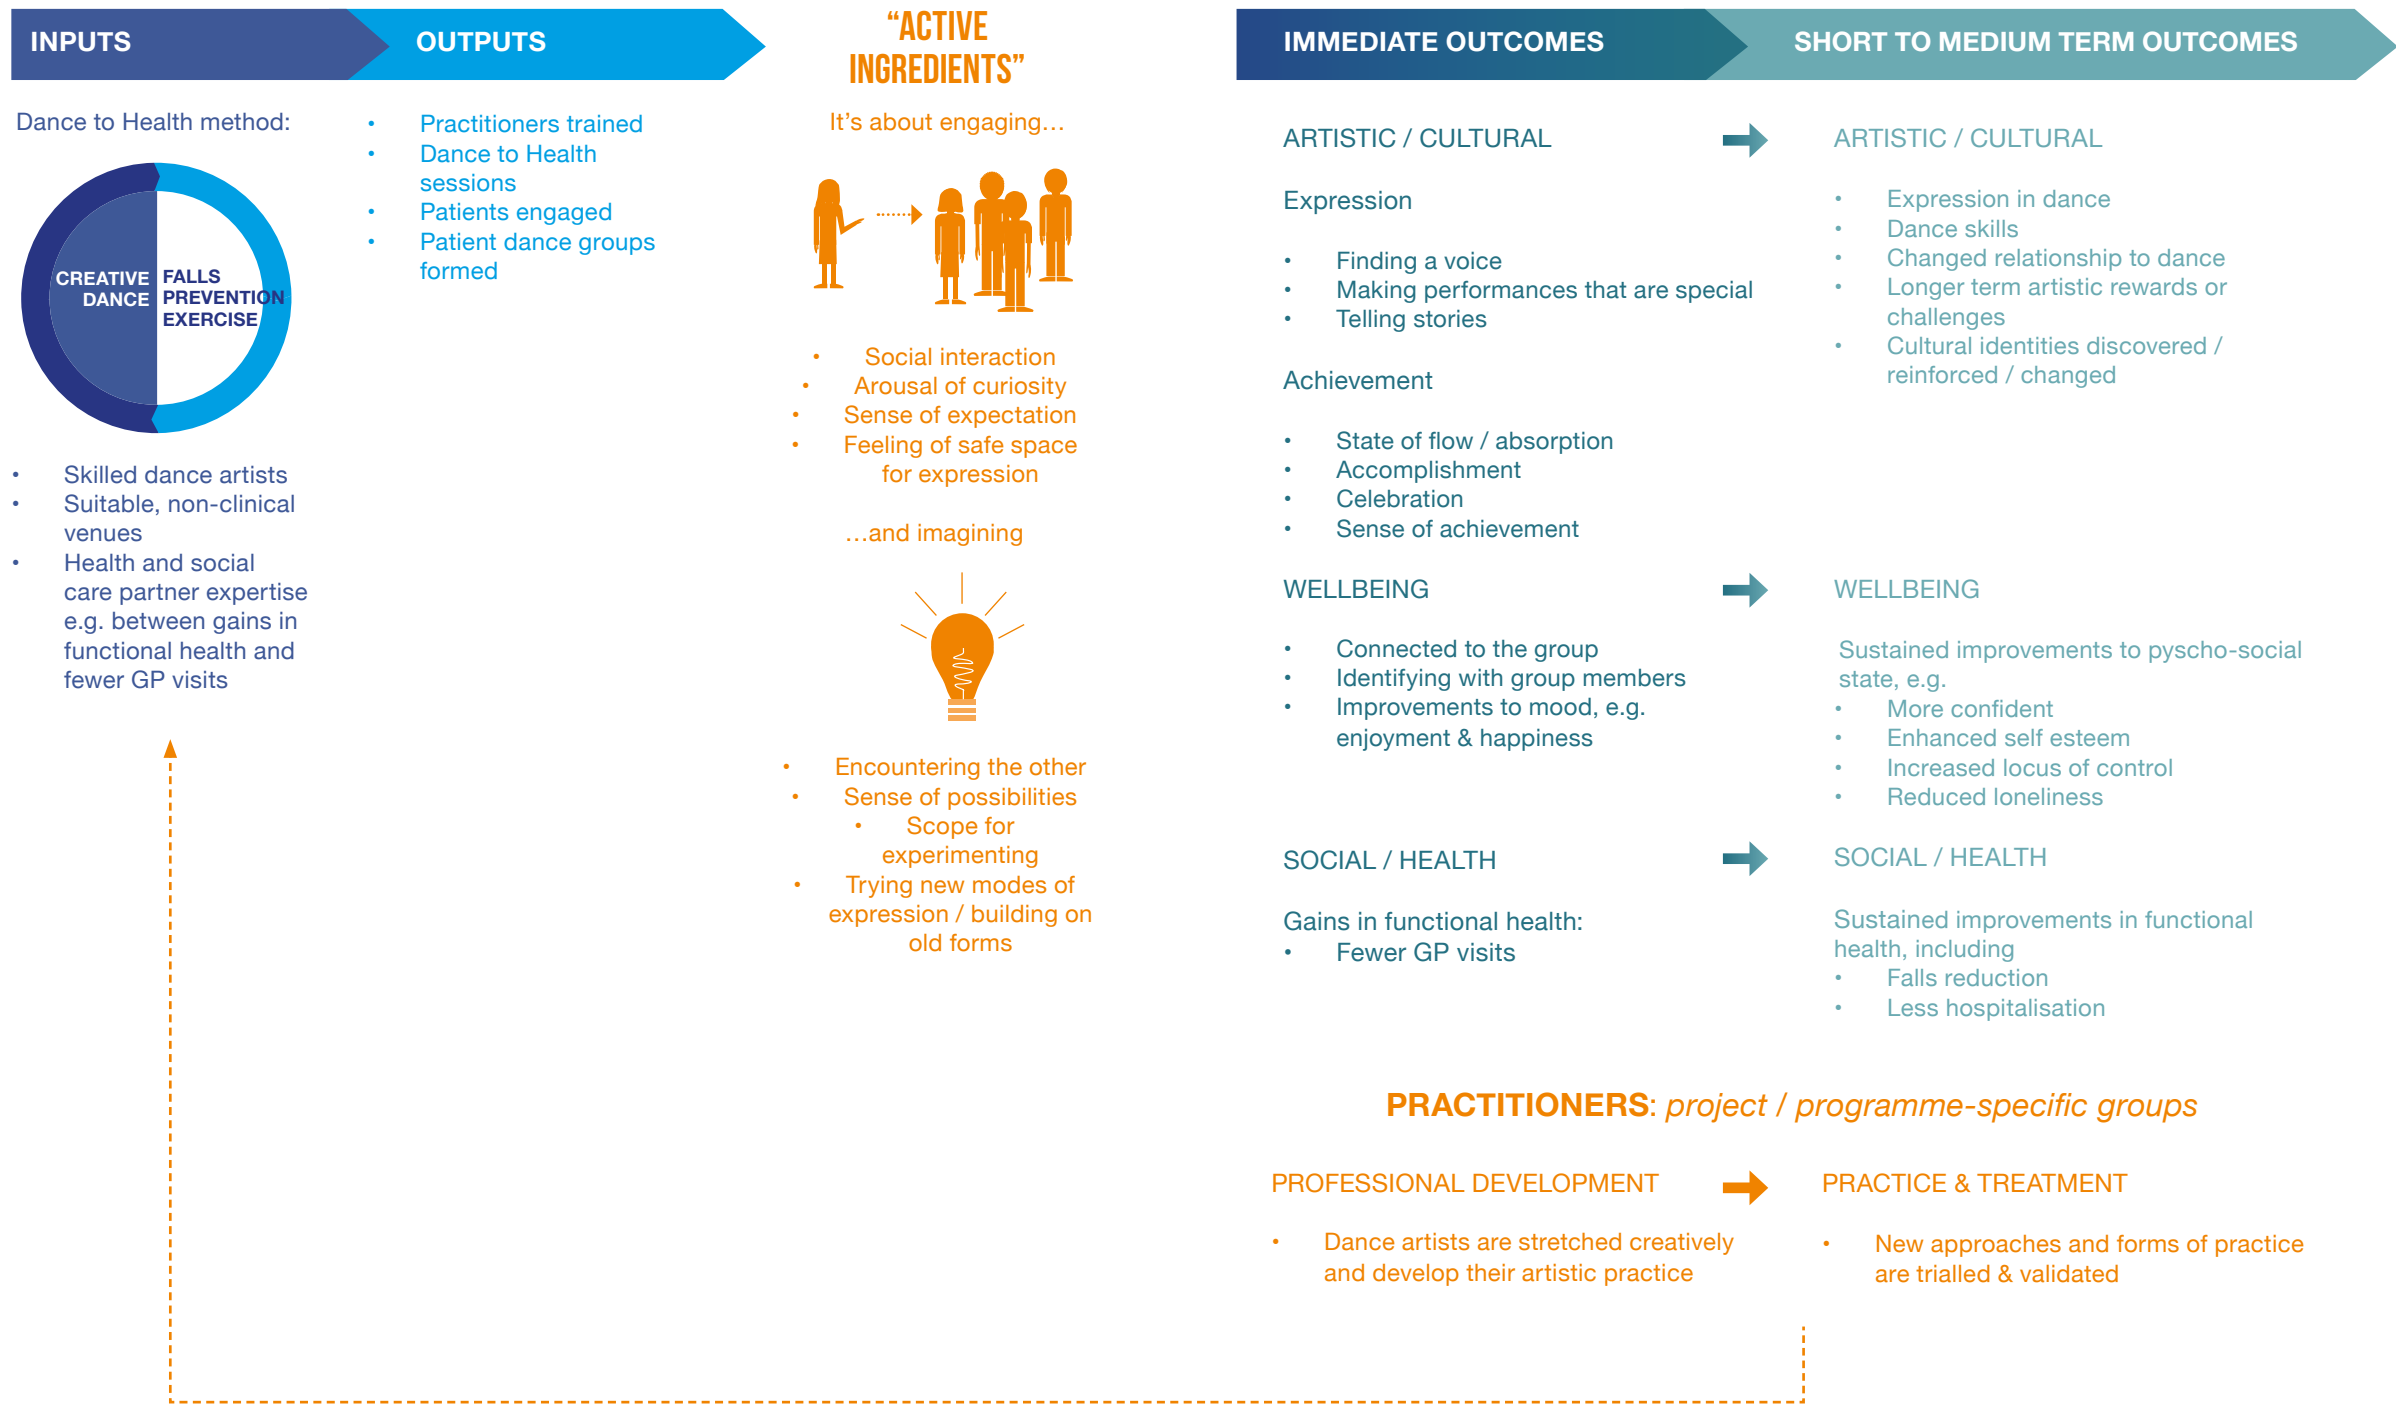 INPUTS
OUTPUTS
“ACTIVE
INGREDIENTS”
IMMEDIATE OUTCOMES
SHORT TO MEDIUM TERM OUTCOMES
Dance to Health method:
CREATIVE
DANCE
FALLS
PREVENTION
EXERCISE
• Skilled dance artists
• Suitable, non-clinical
venues
• Health and social
care partner expertise
e.g. between gains in
functional health and
fewer GP visits
• Practitioners trained
• Dance to Health
sessions
• Patients engaged
• Patient dance groups
formed
It’s about engaging…
• Social interaction
• Arousal of curiosity
• Sense of expectation
• Feeling of safe space
for expression
…and imagining
• Encountering the other
• Sense of possibilities
• Scope for
experimenting
• Trying new modes of
expression / building on
old forms
ARTISTIC / CULTURAL
Expression
• Finding a voice
• Making performances that are special
• Telling stories
Achievement
• State of flow / absorption
• Accomplishment
• Celebration
• Sense of achievement
WELLBEING
• Connected to the group
• Identifying with group members
• Improvements to mood, e.g.
enjoyment & happiness
SOCIAL / HEALTH
Gains in functional health:
• Fewer GP visits
ARTISTIC / CULTURAL
• Expression in dance
• Dance skills
• Changed relationship to dance
• Longer term artistic rewards or
challenges
• Cultural identities discovered /
reinforced / changed
WELLBEING
Sustained improvements to pyscho-social
state, e.g.
• More confident
• Enhanced self esteem
• Increased locus of control
• Reduced loneliness
SOCIAL / HEALTH
Sustained improvements in functional
health, including
• Falls reduction
• Less hospitalisation
PRACTITIONERS: project / programme-specific groups
PROFESSIONAL DEVELOPMENT
• Dance artists are stretched creatively
and develop their artistic practice
PRACTICE & TREATMENT
• New approaches and forms of practice
are trialled & validated